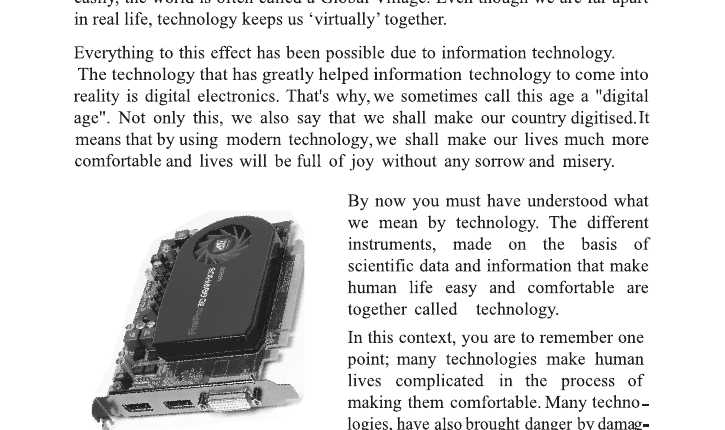 easily, the world is often called a Global Village. Even though we are far apart
in real life, technology keeps us ‘virtually’ together.
Everything to this effect has been possible due to information technology.
The technology that has greatly helped information technology to come into
reality is digital electronics. That's why, we sometimes call this age a "digital
age". Not only this, we also say that we shall make our country digitised. It
means that by using modern technology, we shall make our lives much more
comfortable and lives will be full of joy without any sorrow and misery.
By now you must have understood what
we mean by technology. The different
instruments, made on the basis of
scientific data and information that make
human life easy and comfortable are
together called technology.
In this context, you are to remember one
point; many technologies make human
lives complicated in the process of
making them comfortable. Many techno-
logies, have also brought danger by damag-